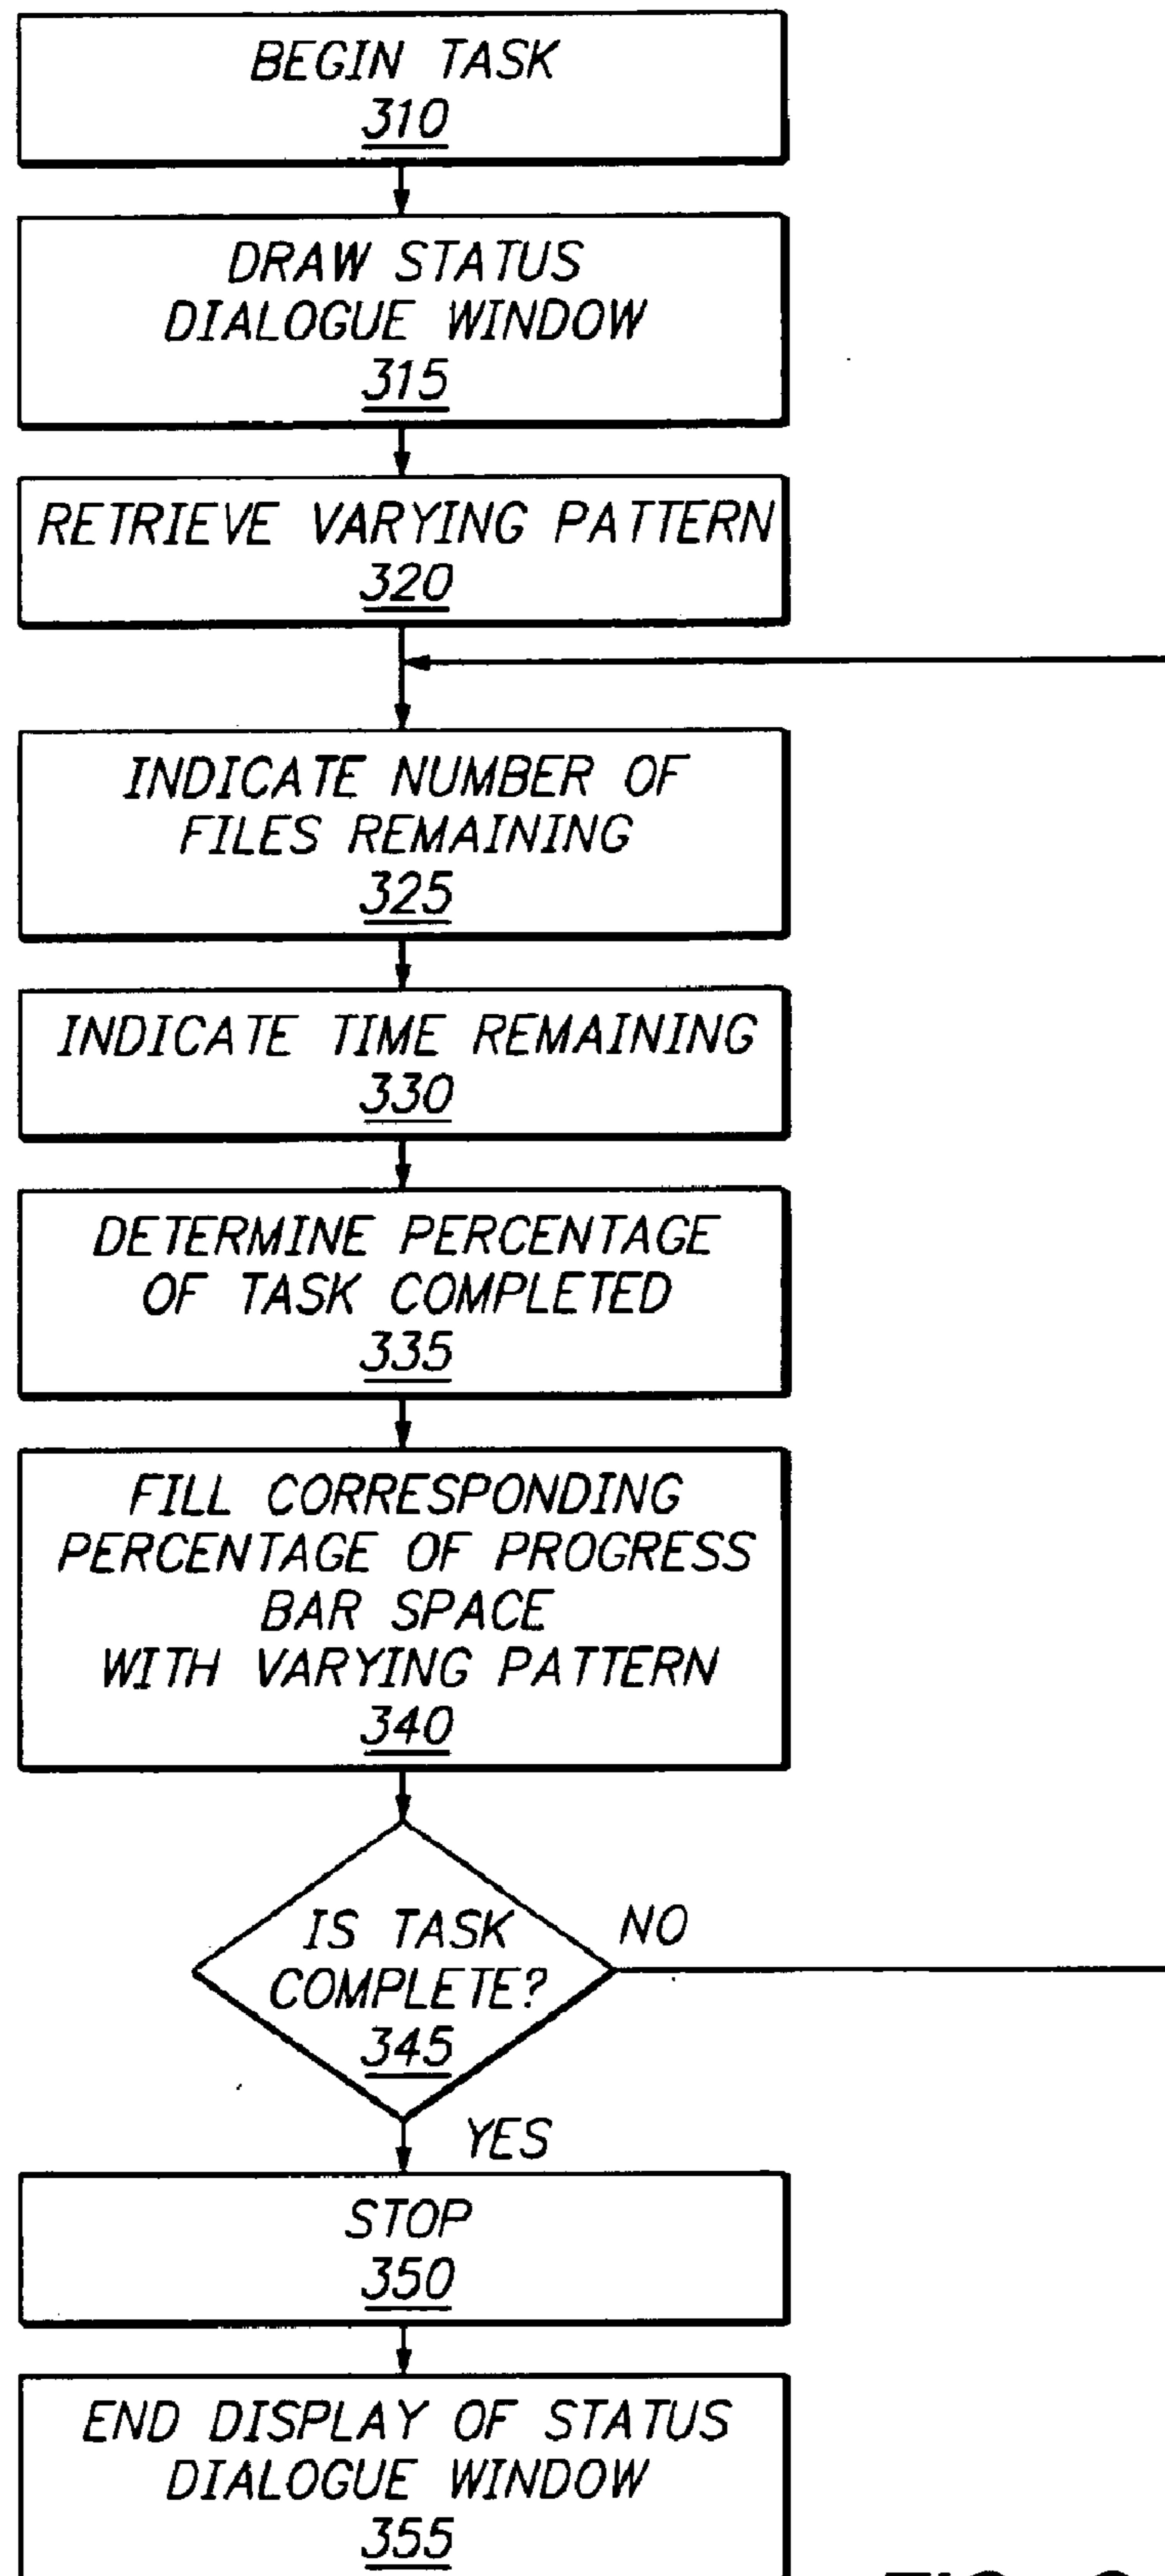 BEGIN TASK
310
DRAW STATUS
DIALOGUE WINDOW
315
RETRIEVE VARYING PATTERN
320
INDICATE NUMBER OF
FILES REMAINING
325
INDICATE TIME REMAINING
330
DETERMINE PERCENTAGE
OF TASK COMPLETED
335
FILL CORRESPONDING
PERCENTAGE OF PROGRESS
BAR SPACE
WITH VARYING PATTERN
340
IS TASK
COMPLETE?
345
NO
YES
STOP
350
END DISPLAY OF STATUS
DIALOGUE WINDOW
355